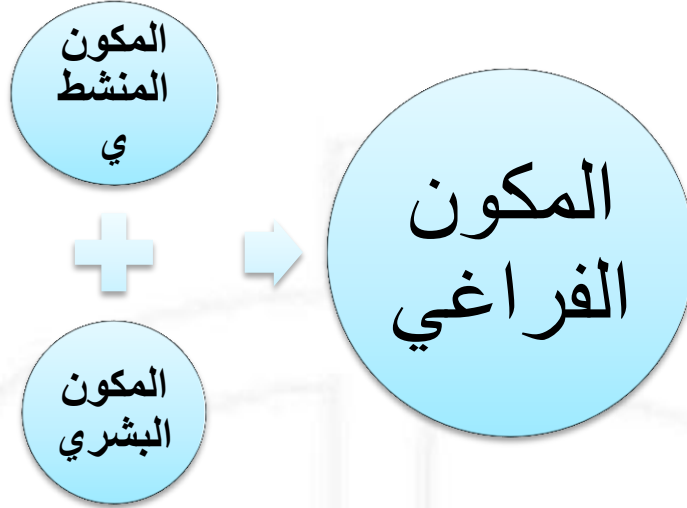 المكون
المنشط
ي
المكون
البشري
المكون
الفراغي